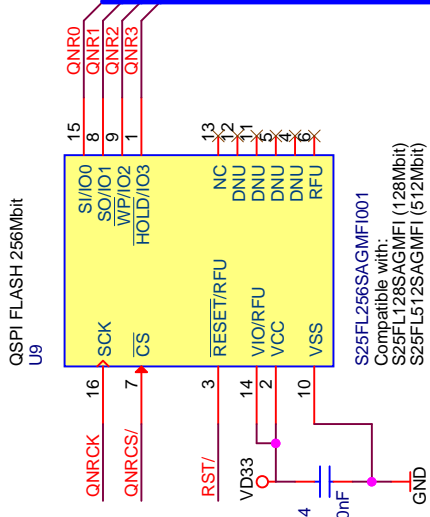 QSPI FLASH 256Mbit
U9
QNRCK
16
SCK
QNRCS/
7
CS
RST/
3
RESET/RFU
14
VIO/RFU
2
VCC
10
VSS
SI/IO0
15
QNR0
SO/IO1
8
QNR1
WP/IO2
9
QNR2
HOLD/IO3
1
QNR3
NC
13
DNU
12
DNU
11
DNU
5
DNU
4
RFU
6
VD33
4
0nF
GND
S25FL256SAGMFI001
Compatible with:
S25FL128SAGMFI (128Mbit)
S25FL512SAGMFI (512Mbit)